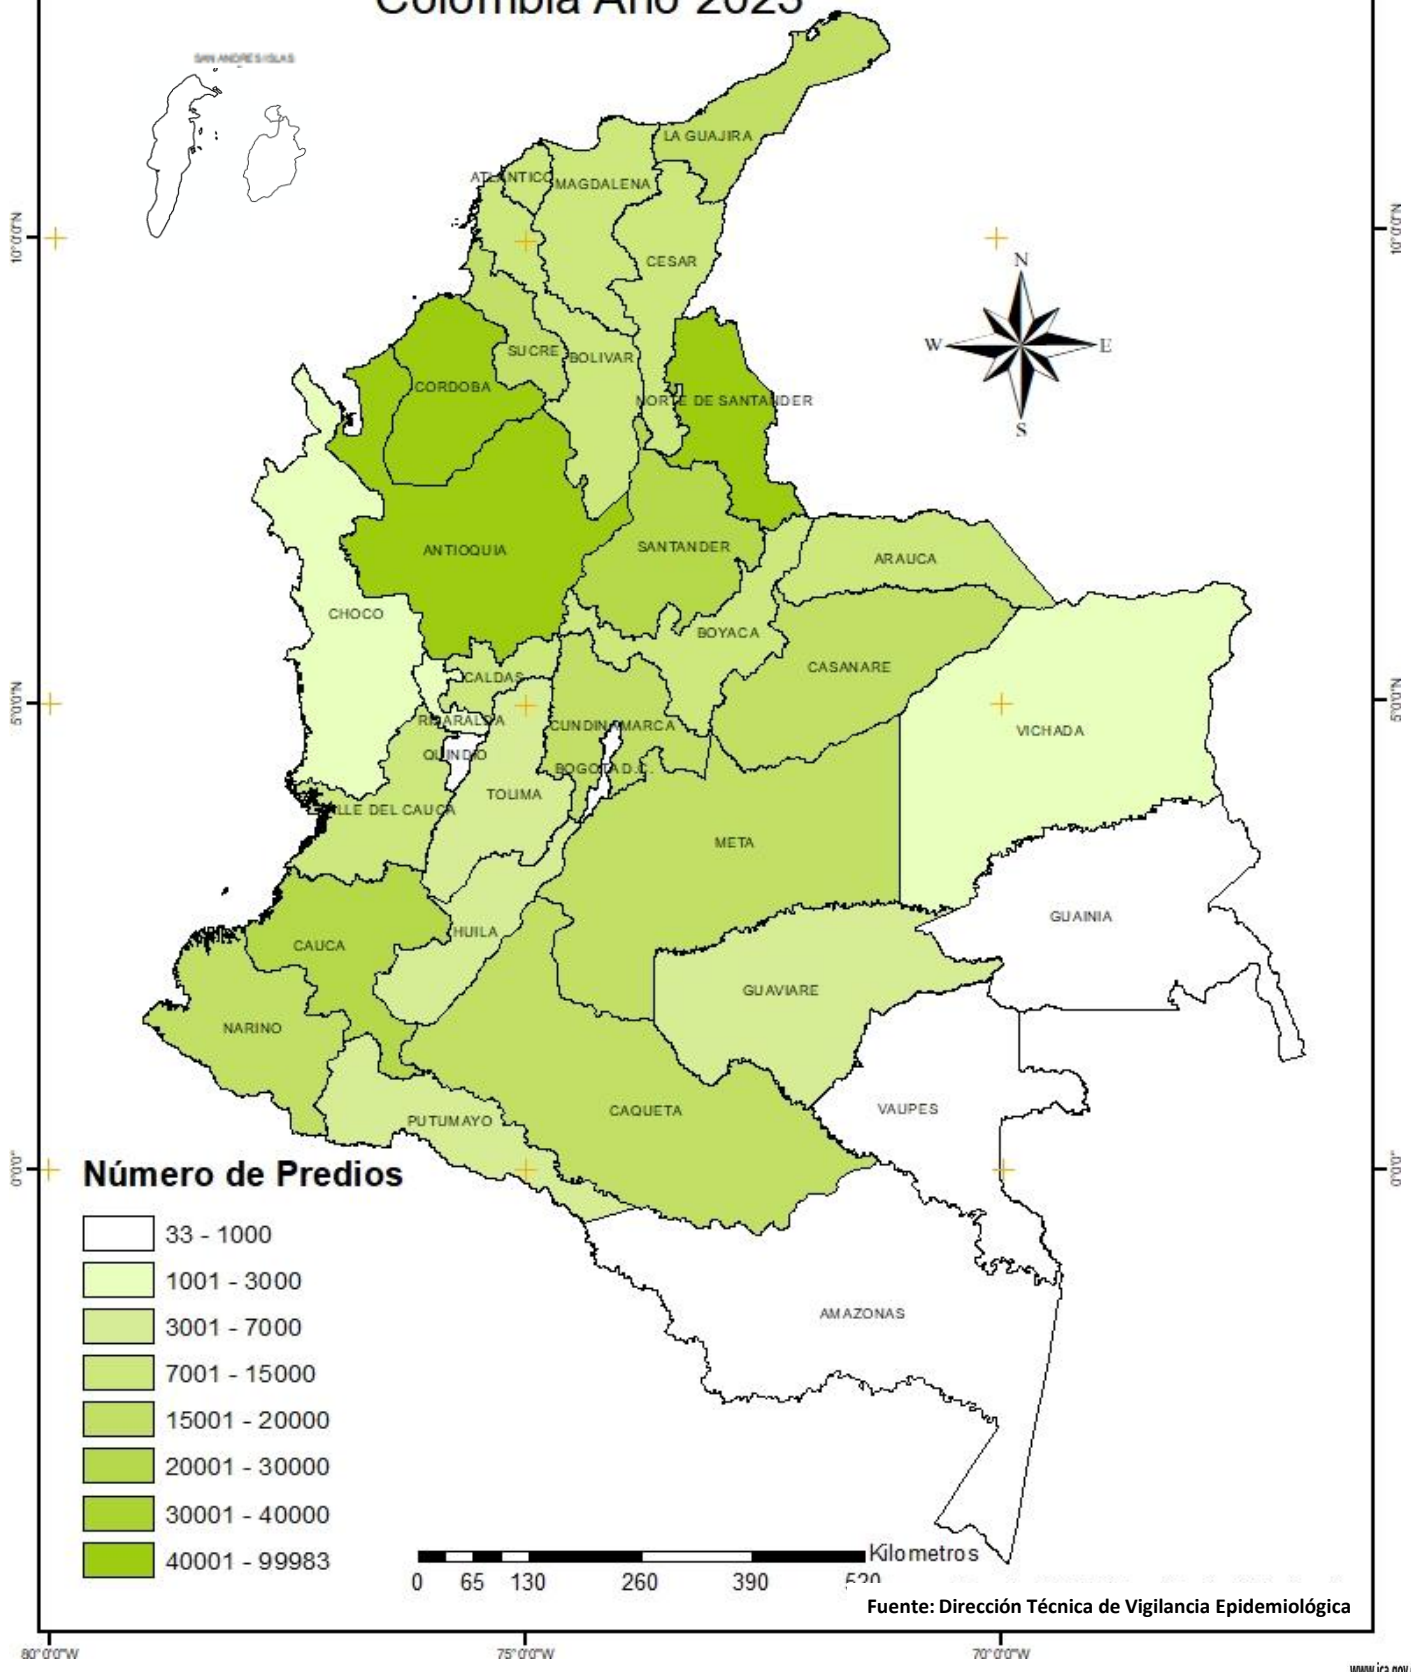 Colombia Año 2023
SAN ANDRES ISLAS
LA GUAJIRA
ATLANTICO
MAGDALENA
10°0'0"N
10°0'0"N
CESAR
N
W
E
S
SUCRE
BOLIVAR
CORDOBA
NORTE DE SANTANDER
ANTIOQUIA
SANTANDER
ARAUCA
CHOCO
BOYACA
CASANARE
CALDAS
5°0'0"N
5°0'0"N
RISARALDA
CUNDINAMARCA
VICHADA
QUINDIO
BOGOTA D.C.
TOLIMA
LLE DEL CAUCA
META
GUAINIA
HUILA
CAUCA
GUAVIARE
NARINO
VAUPES
CAQUETA
PUTUMAYO
0°0'0"
0°0'0"
Número de Predios
33 - 1000
1001 - 3000
3001 - 7000
7001 - 15000
15001 - 20000
20001 - 30000
30001 - 40000
40001 - 99983
AMAZONAS
Kilometros
0 65 130 260 390 520
Fuente: Dirección Técnica de Vigilancia Epidemiológica
80°0'0"W 75°0'0"W 70°0'0"W